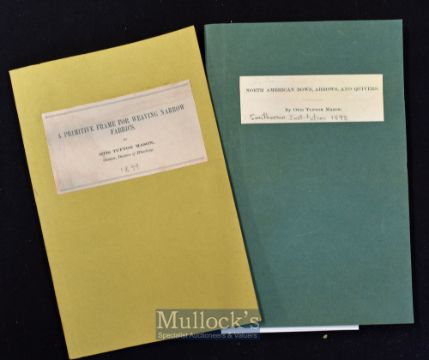 A PRIMITIVE FRAME FOR WEAVING NARROW
FABRICS.
BY
OTIS TUFTON MASON,
Curator, Division of Ethnology.
1899
NORTH AMERICAN BOWS, ARROWS, AND QUIVERS.
By Otis Tufton Mason.
Smithsonian Institution 1893
Mullock's
Specialist Auctioneers & Valuers